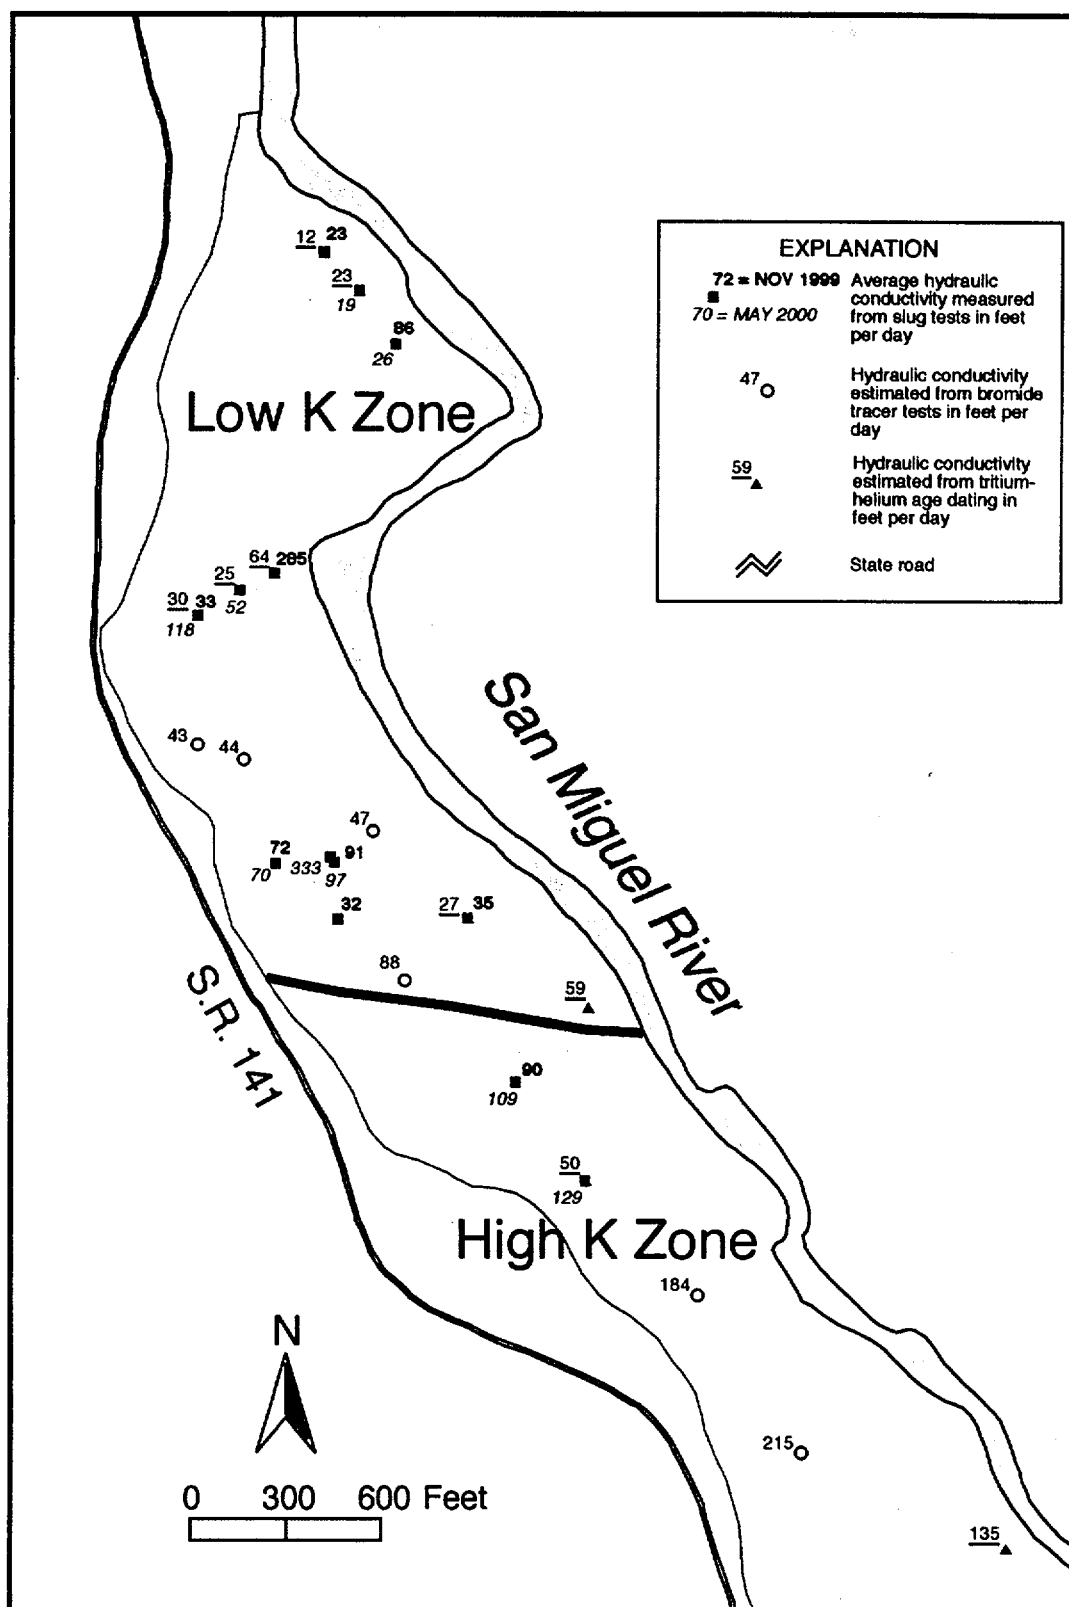 12 23
23
19
86
26
Low K Zone
EXPLANATION
72 = NOV 1999
70 = MAY 2000
Average hydraulic
conductivity measured
from slug tests in feet
per day
47
Hydraulic conductivity
estimated from bromide
tracer tests in feet per
day
59
Hydraulic conductivity
estimated from tritium-
helium age dating in
feet per day
State road
64 205
25
52
30 33
118
43
44
47
72
70
333
91
97
32
27 35
88
59
San Miguel River
S.R. 141
90
109
50
129
High K Zone
184
215
135
N
0 300 600 Feet